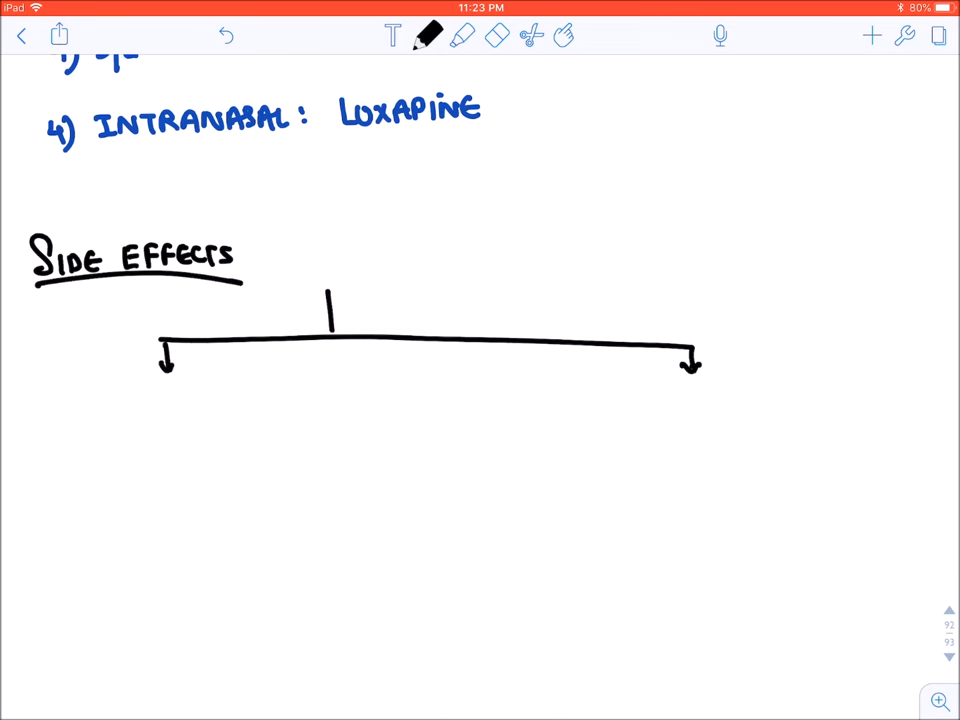 iPad 11:23 PM 80%
4) INTRANASAL: LOXAPINE
SIDE EFFECTS
92
93